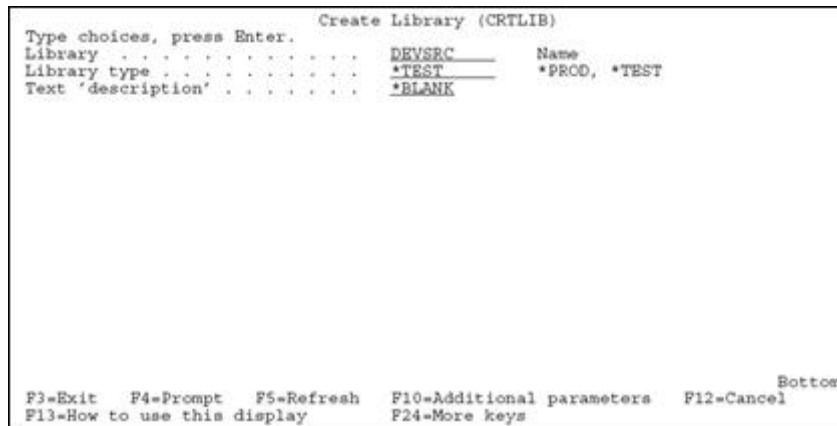 Create Library (CRTLIB)
Type choices, press Enter.
Library . . . . . . . . . . . . DEVSRC Name
Library type . . . . . . . . . . *TEST *PROD, *TEST
Text 'description' . . . . . . . *BLANK
Bottom
F3=Exit F4=Prompt F5=Refresh F10=Additional parameters F12=Cancel
F13=How to use this display F24=More keys